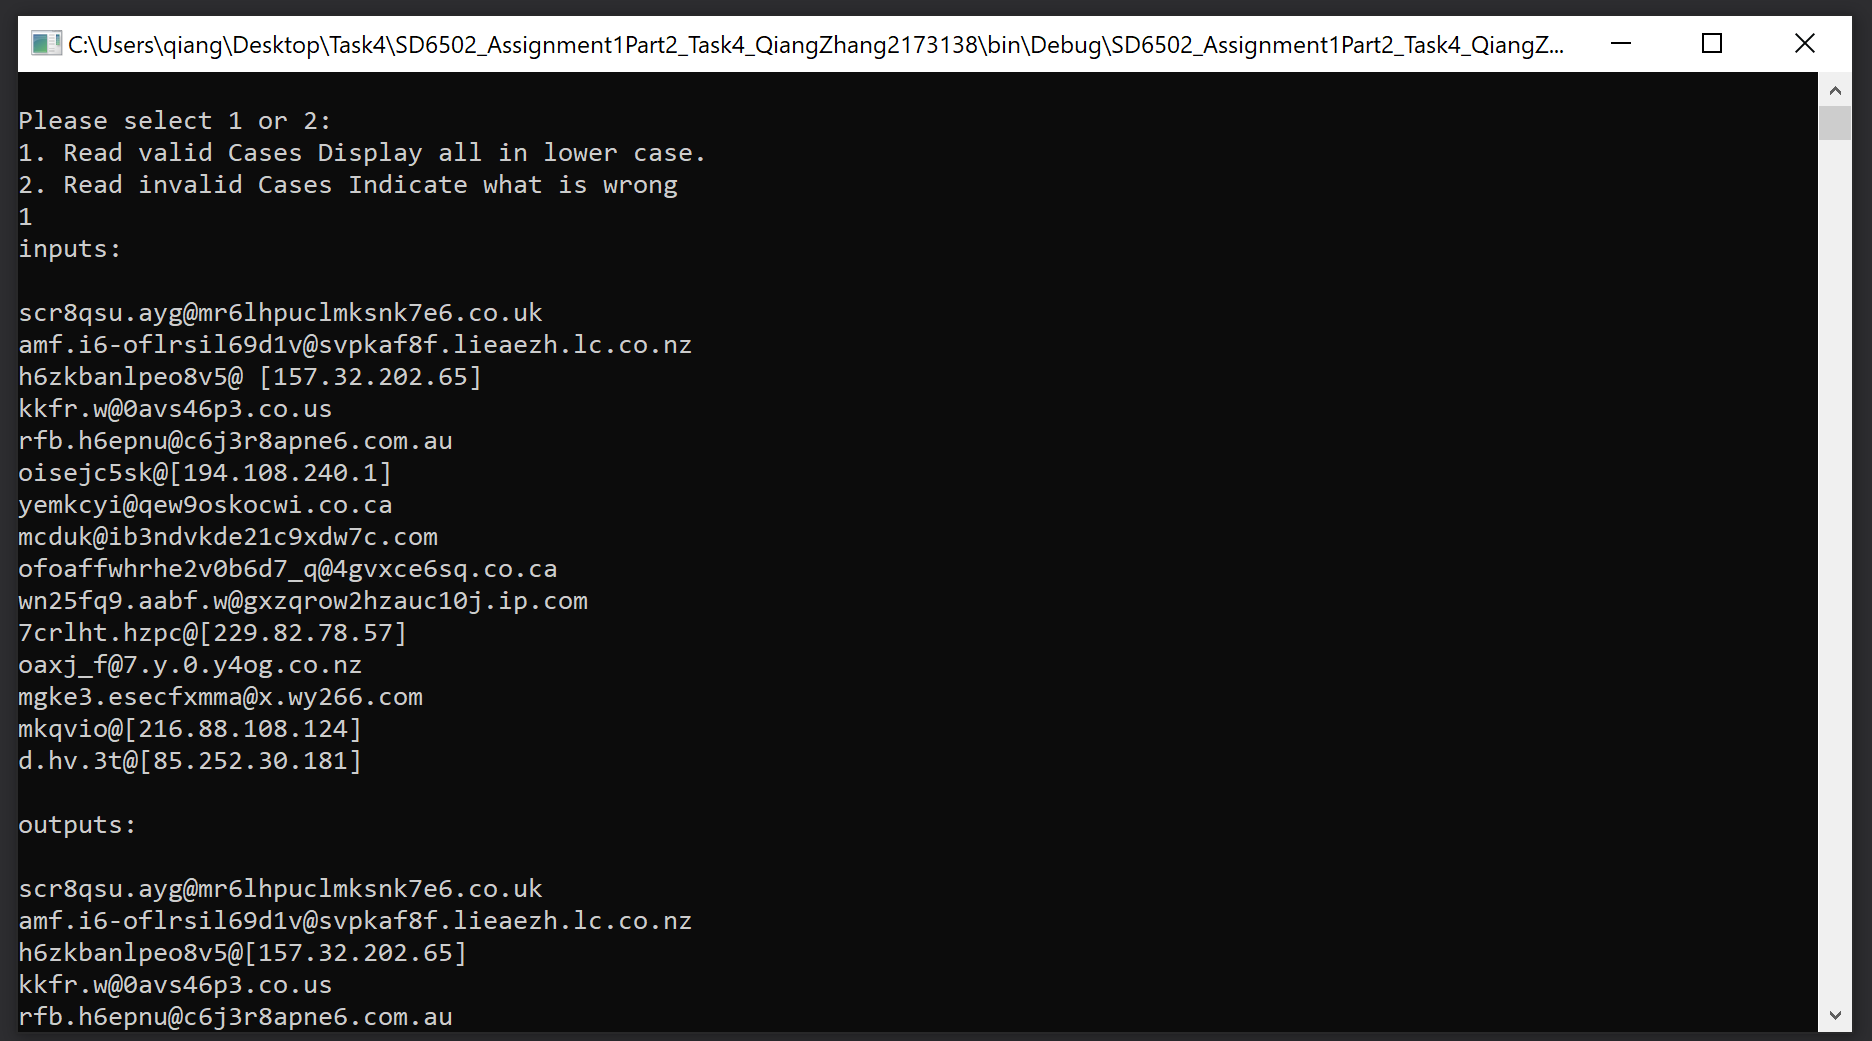 C:\Users\qiang\Desktop\Task4\SD6502_Assignment1Part2_Task4_QiangZhang2173138\bin\Debug\SD6502_Assignment1Part2_Task4_QiangZ...
Please select 1 or 2:
1. Read valid Cases Display all in lower case.
2. Read invalid Cases Indicate what is wrong
1
inputs:
scr8qsu.ayg@mr6lhpuclmksnk7e6.co.uk
amf.i6-oflrsil69d1v@svpkaf8f.lieaezh.lc.co.nz
h6zkbanlpeo8v5@ [157.32.202.65]
kkfr.w@0avs46p3.co.us
rfb.h6epnu@c6j3r8apne6.com.au
oisejc5sk@[194.108.240.1]
yemkcyi@qew9oskocwi.co.ca
mcduk@ib3ndvkde21c9xdw7c.com
ofoaffwhrhe2v0b6d7_q@4gvxce6sq.co.ca
wn25fq9.aabf.w@gxzqrow2hzauc10j.ip.com
7crlht.hzpc@[229.82.78.57]
oaxj_f@7.y.0.y4og.co.nz
mgke3.esecfxmma@x.wy266.com
mkqvio@[216.88.108.124]
d.hv.3t@[85.252.30.181]
outputs:
scr8qsu.ayg@mr6lhpuclmksnk7e6.co.uk
amf.i6-oflrsil69d1v@svpkaf8f.lieaezh.lc.co.nz
h6zkbanlpeo8v5@[157.32.202.65]
kkfr.w@0avs46p3.co.us
rfb.h6epnu@c6j3r8apne6.com.au